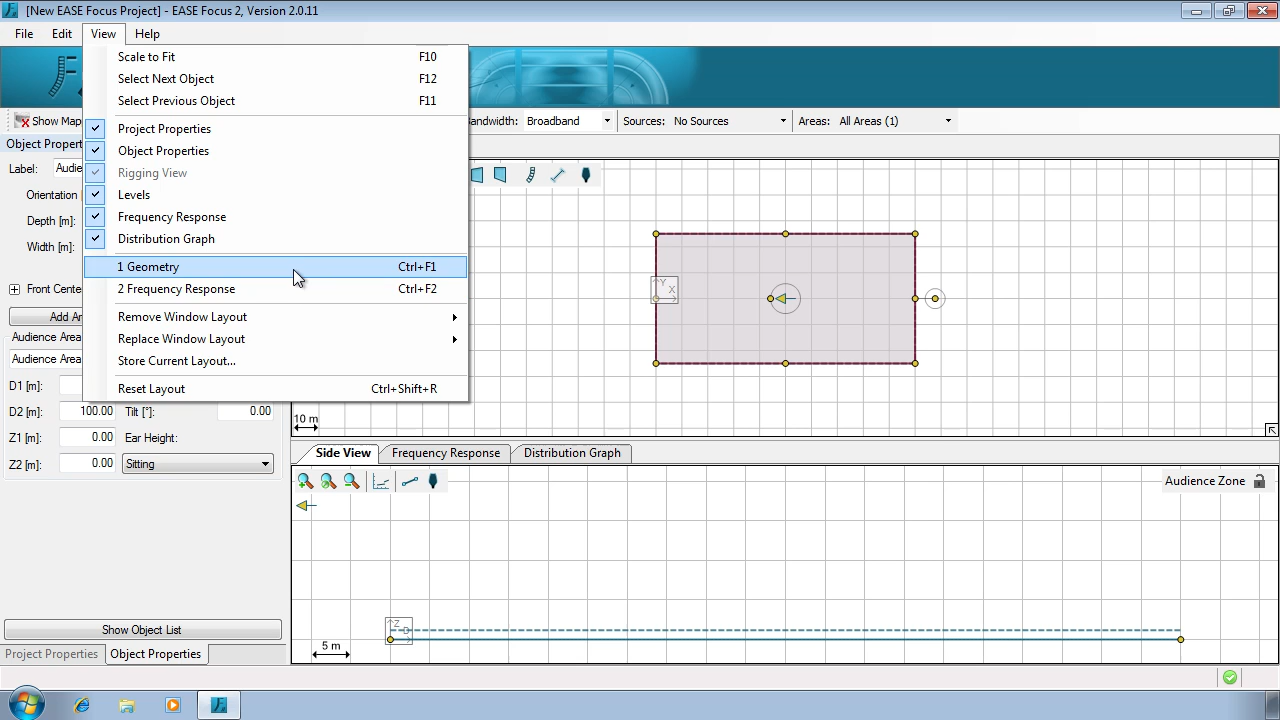 [New EASE Focus Project] - EASE Focus 2, Version 2.0.11
File Edit View Help
Scale to Fit F10
Select Next Object F12
Select Previous Object F11
Project Properties
Object Properties
Rigging View
Levels
Frequency Response
Distribution Graph
1 Geometry Ctrl+F1
2 Frequency Response Ctrl+F2
Remove Window Layout
Replace Window Layout
Store Current Layout...
Reset Layout Ctrl+Shift+R
Show Map
andwidth: Broadband Sources: No Sources Areas: All Areas (1)
Object Propert
Label: Audie
Orientation [
Depth [m]:
Width [m]:
Front Cente
Add Ar
Audience Area
Audience Area
D1 [m]:
D2 [m]: 100.00 Tilt [°]: 0.00
Z1 [m]: 0.00 Ear Height:
Z2 [m]: 0.00 Sitting
Show Object List
Project Properties Object Properties
Y
X
10 m
Side View Frequency Response Distribution Graph
Audience Zone
Z
D
5 m